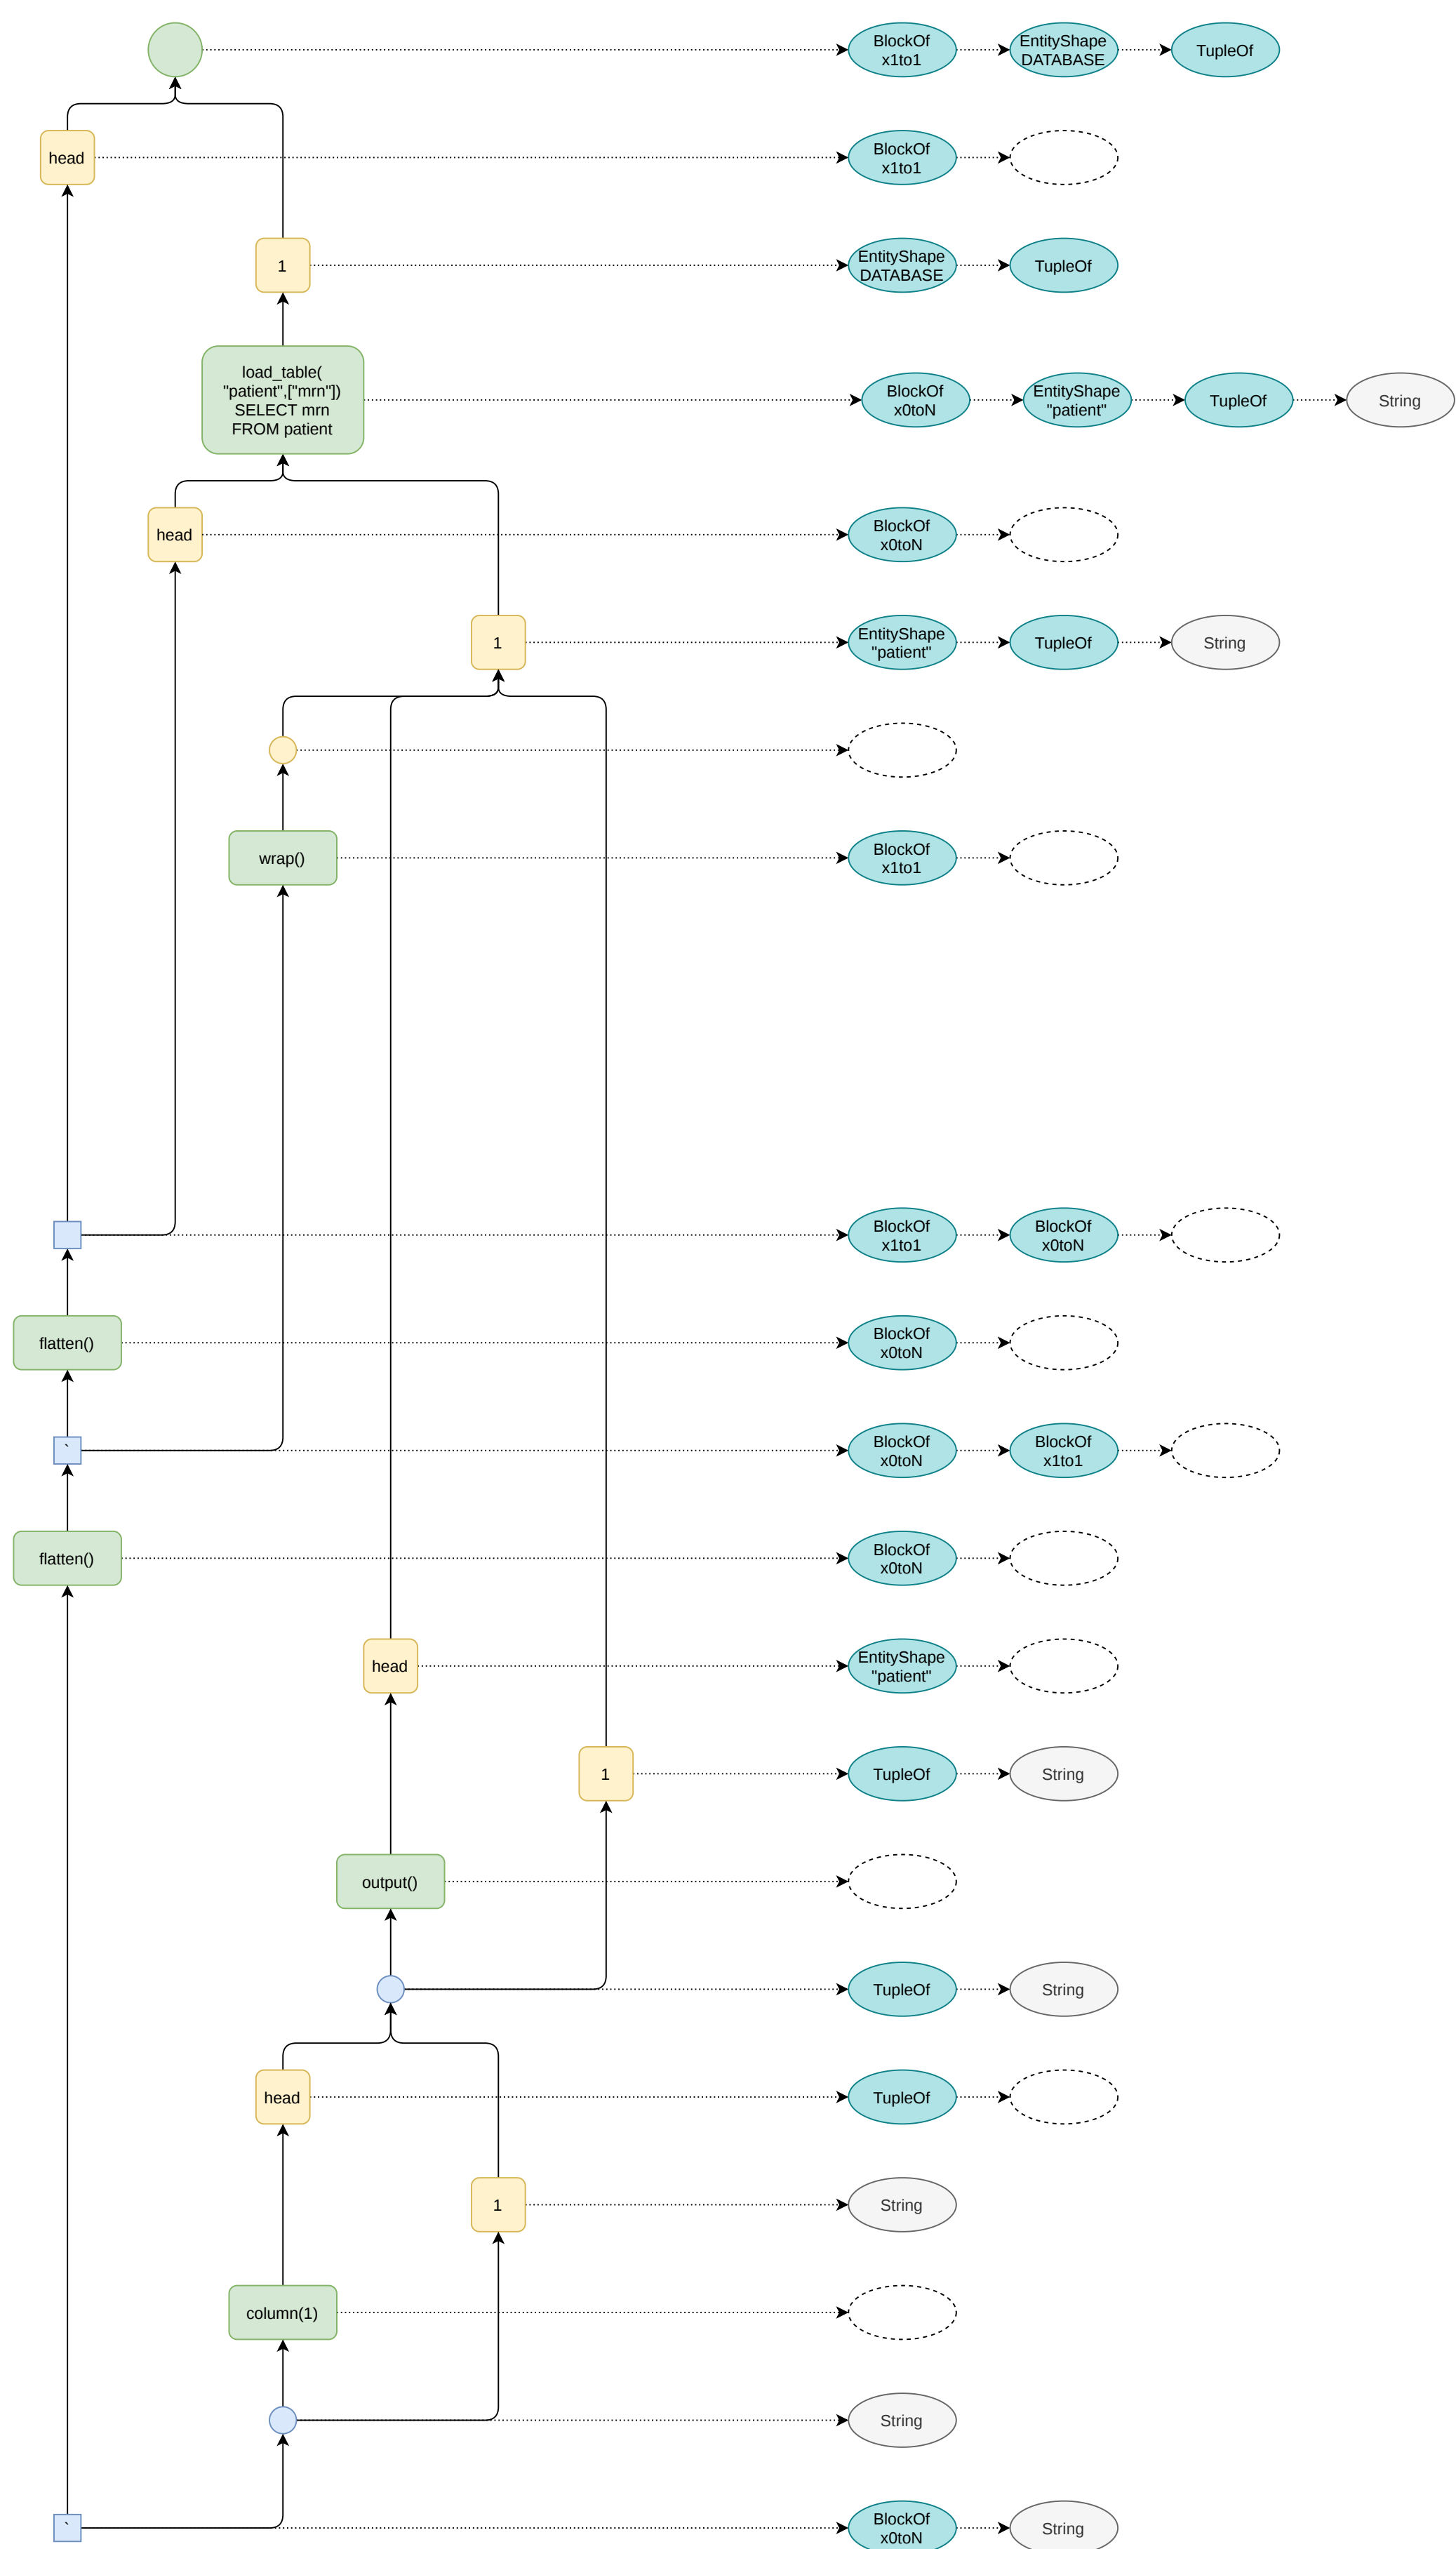 BlockOf
x1to1
EntityShape
DATABASE
TupleOf
head
BlockOf
x1to1
1
EntityShape
DATABASE
TupleOf
load_table(
"patient",["mrn"])
SELECT mrn
FROM patient
BlockOf
x0toN
EntityShape
"patient"
TupleOf
String
head
BlockOf
x0toN
1
EntityShape
"patient"
TupleOf
String
wrap()
BlockOf
x1to1
BlockOf
x1to1
BlockOf
x0toN
flatten()
BlockOf
x0toN
`
BlockOf
x0toN
BlockOf
x1to1
flatten()
BlockOf
x0toN
head
EntityShape
"patient"
1
TupleOf
String
output()
TupleOf
String
head
TupleOf
1
String
column(1)
String
`
BlockOf
x0toN
String